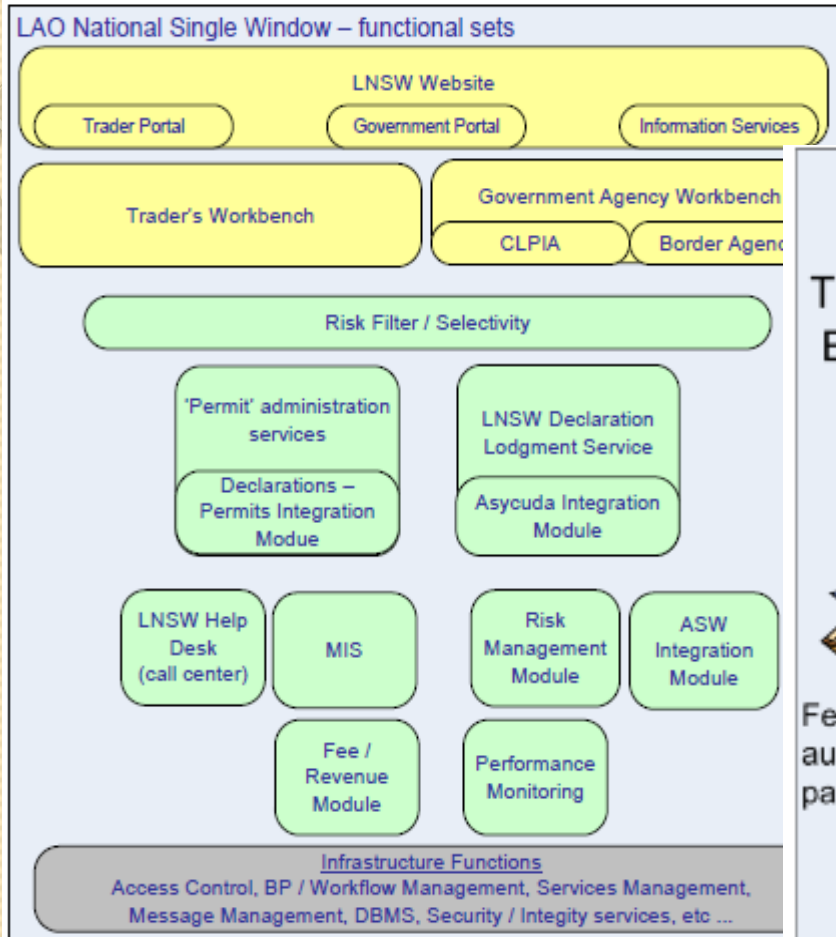 LAO National Single Window – functional sets
LNSW Website
Trader Portal
Government Portal
Information Services
Trader's Workbench
Government Agency Workbench
CLPIA
Border
Risk Filter / Selectivity
'Permit' administration
services
Declarations –
Permits Integration
Modue
LNSW Declaration
Lodgment Service
Asycuda Integration
Module
LNSW Help
Desk
(call center)
MIS
Risk
Management
Module
ASW
Integration
Module
Fee /
Revenue
Module
Performance
Monitoring
Infrastructure Functions
Access Control, BP / Workflow Management, Services Management,
Message Management, DBMS, Security / Integity services, etc ...